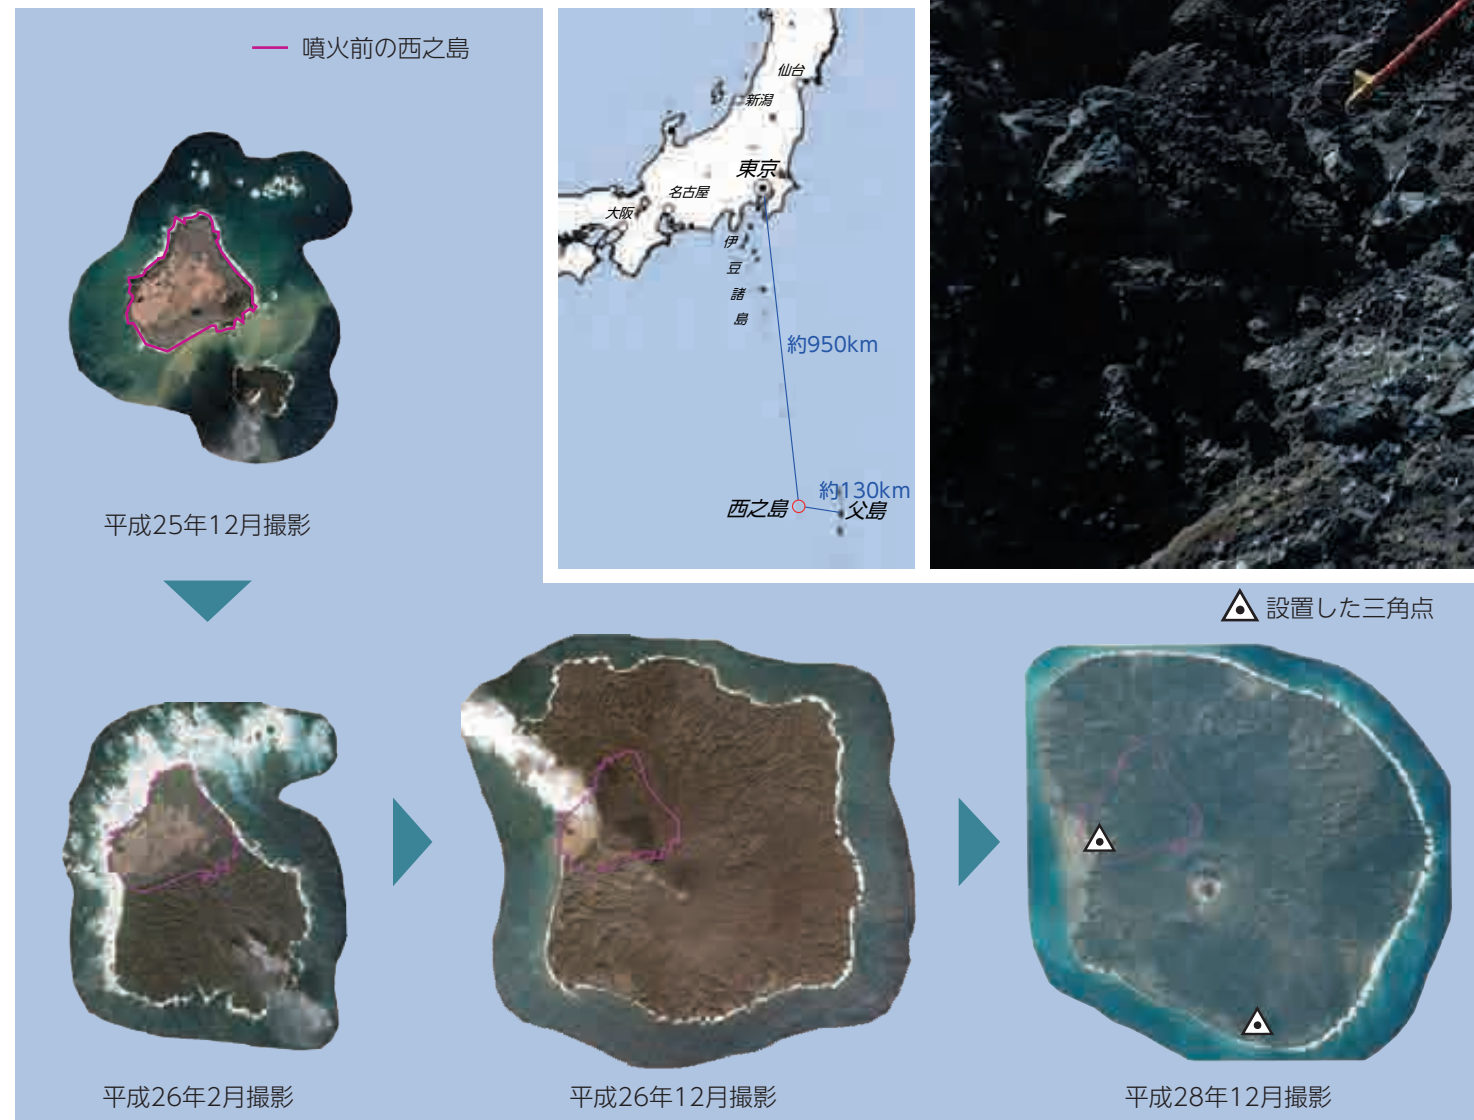 噴火前の西之島
平成25年12月撮影
仙台
新潟
東京
名古屋
大阪
伊豆諸島
約950km
約130km
西之島
父島
設置した三角点
平成26年2月撮影
平成26年12月撮影
平成28年12月撮影